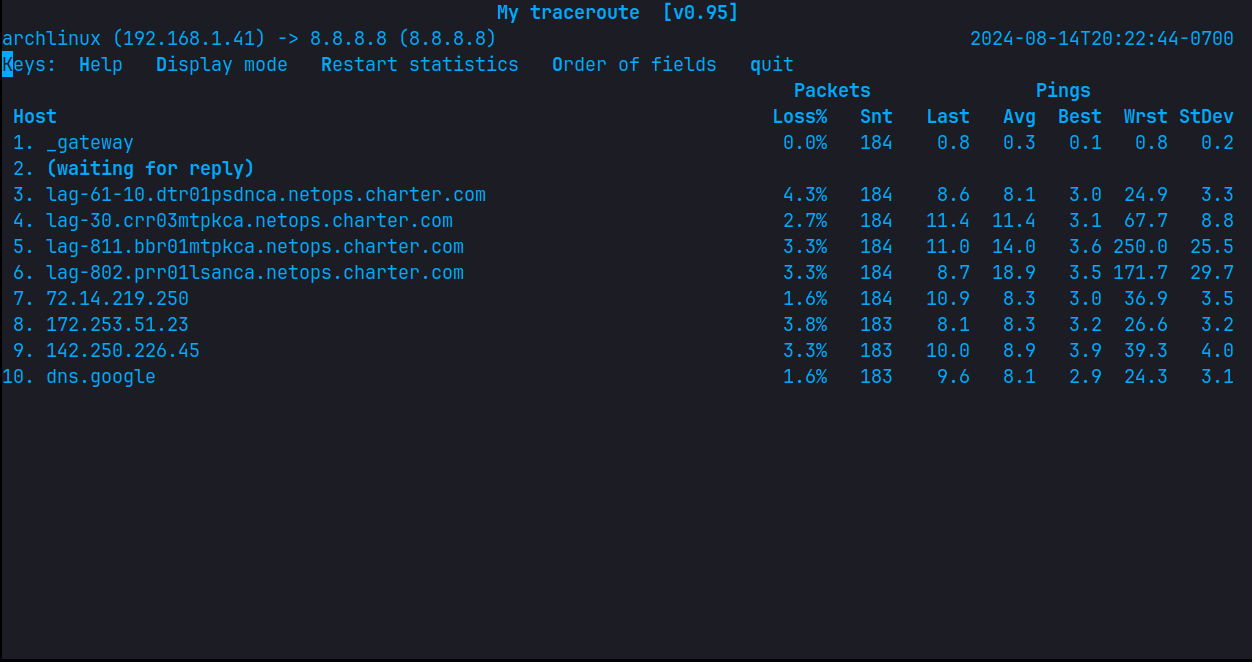 My traceroute  [v0.95]
archlinux (192.168.1.41) -> 8.8.8.8 (8.8.8.8)    2024-08-14T20:22:44-0700
Keys:  Help   Display mode   Restart statistics   Order of fields   quit
Packets    Pings
Host    Loss%   Snt   Last   Avg  Best  Wrst StDev
1. _gateway    0.0%   184    0.8   0.3   0.1   0.8   0.2
2. (waiting for reply)
3. lag-61-10.dtr01psdnca.netops.charter.com    4.3%   184    8.6   8.1   3.0  24.9   3.3
4. lag-30.crr03mtpkca.netops.charter.com    2.7%   184   11.4  11.4   3.1  67.7   8.8
5. lag-811.bbr01mtpkca.netops.charter.com    3.3%   184   11.0  14.0   3.6 250.0  25.5
6. lag-802.prr01lsanca.netops.charter.com    3.3%   184    8.7  18.9   3.5 171.7  29.7
7. 72.14.219.250    1.6%   184   10.9   8.3   3.0  36.9   3.5
8. 172.253.51.23    3.8%   183    8.1   8.3   3.2  26.6   3.2
9. 142.250.226.45    3.3%   183   10.0   8.9   3.9  39.3   4.0
10. dns.google    1.6%   183    9.6   8.1   2.9  24.3   3.1